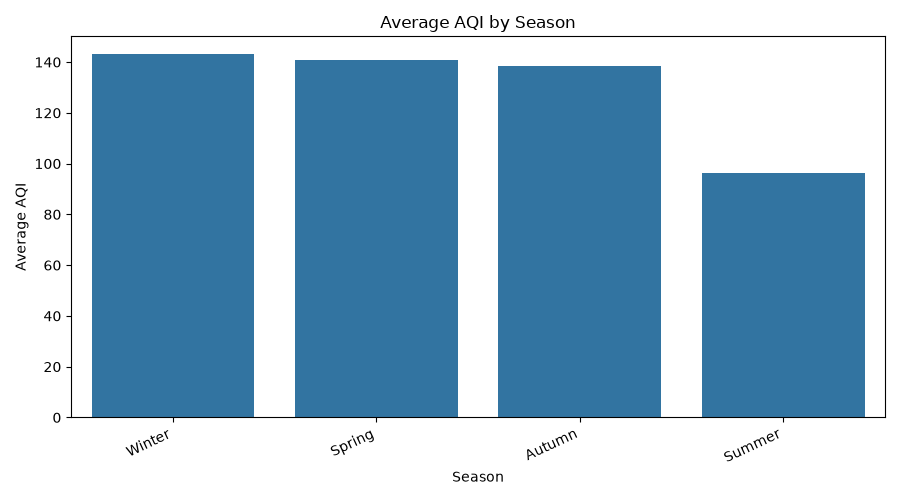 Average AQI by Season
Average AQI
140
120
100
80
60
40
20
0
Winter
Spring
Autumn
Summer
Season